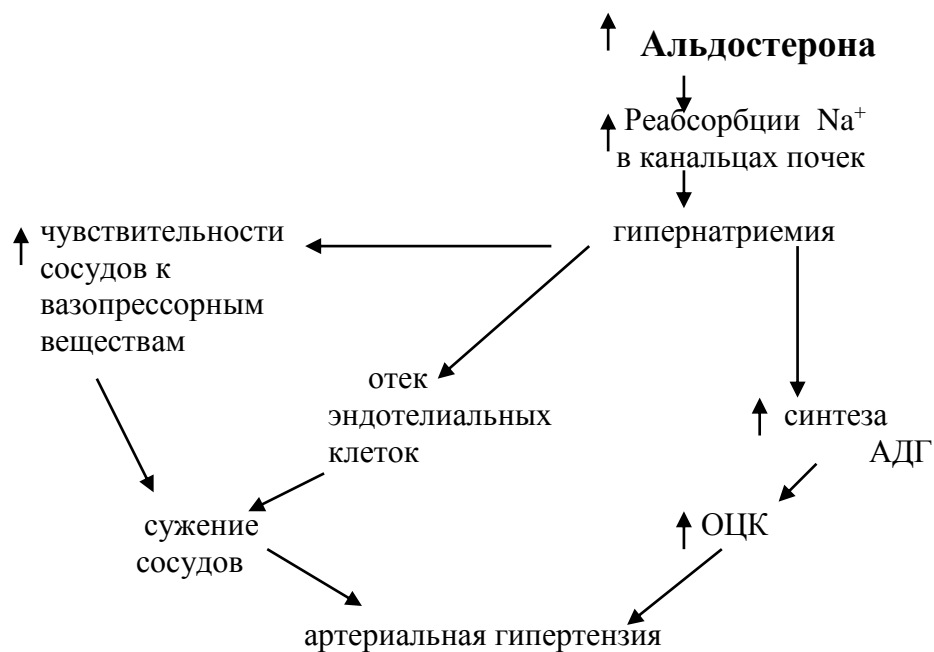 Альдостерона
Реабсорбции Na⁺
в канальцах почек
гипернатриемия
чувствительности
сосудов к
вазопрессорным
веществам
отек
эндотелиальных
клеток
синтеза
АДГ
ОЦК
сужение
сосудов
артериальная гипертензия